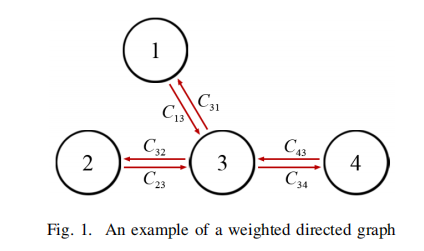 1
C31
C13
C32
C43
2
3
4
C23
C34
Fig. 1. An example of a weighted directed graph